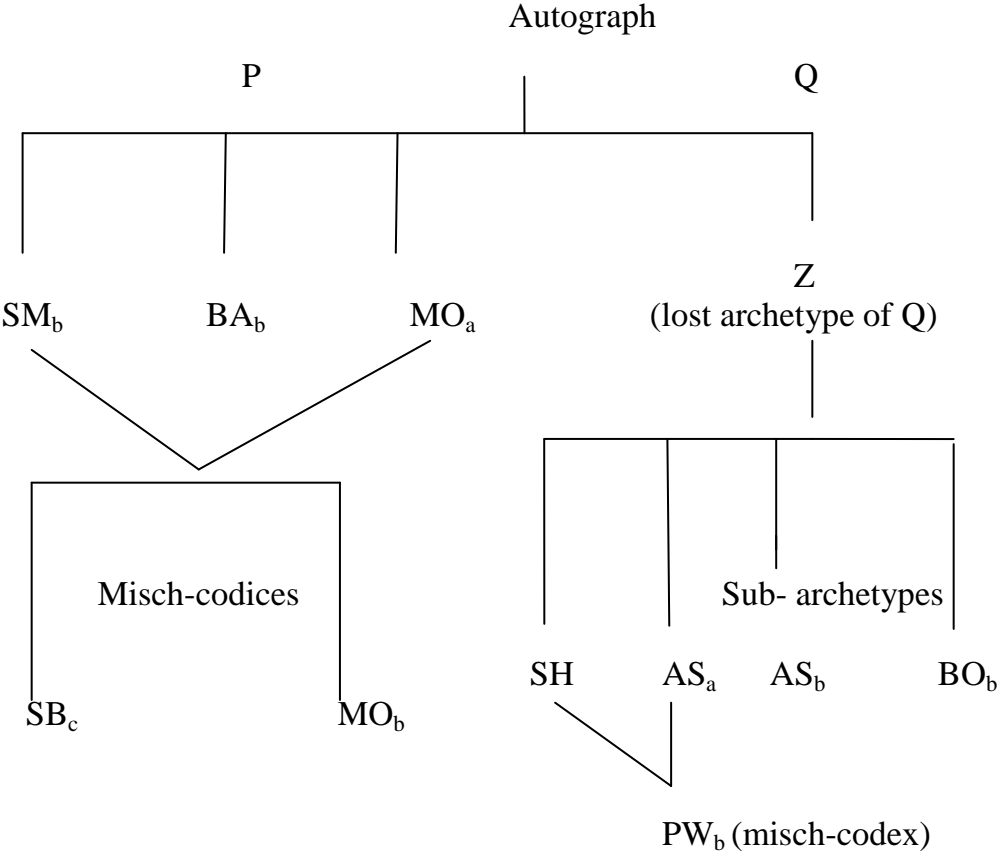 Autograph
P Q
Z
SM_b BA_b MO_a (lost archetype of Q)
Misch-codices Sub- archetypes
SH AS_a AS_b BO_b
SB_c MO_b
PW_b (misch-codex)